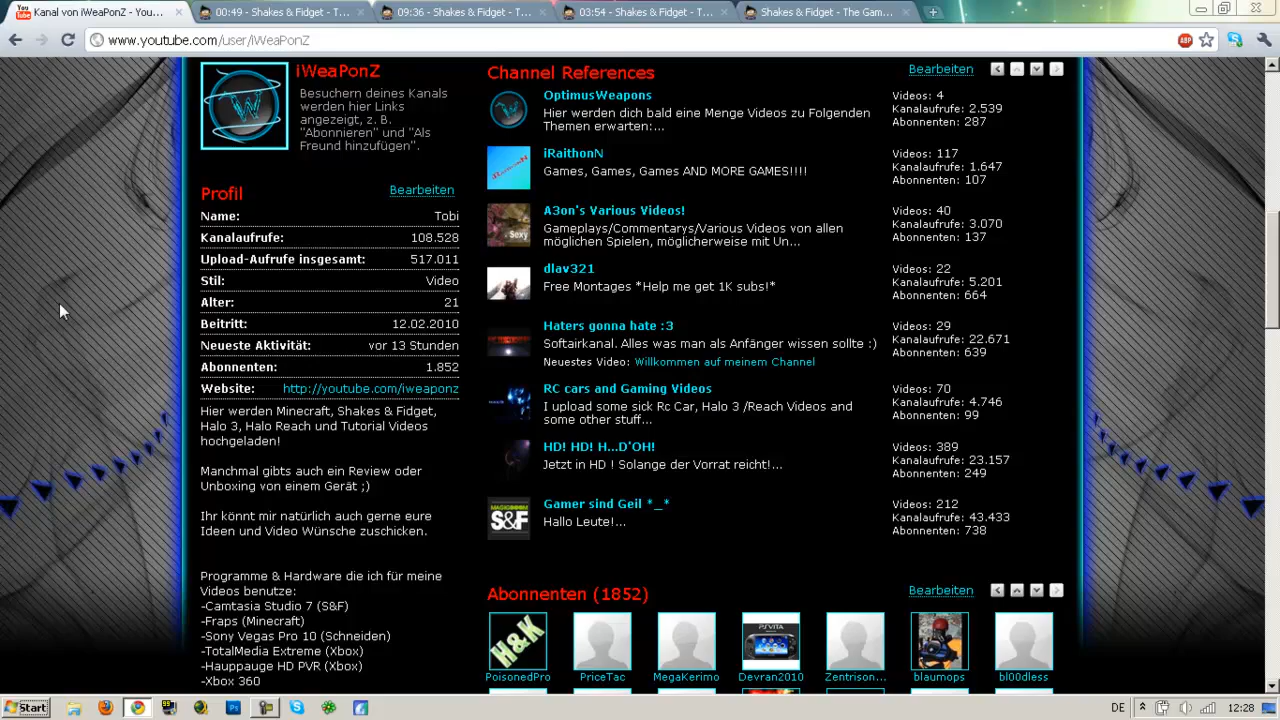 Kanal von iWeaPonZ - You...
00:49 - Shakes & Fidget - T...
09:36 - Shakes & Fidget - T...
03:54 - Shakes & Fidget - T...
Shakes & Fidget - The Gam...
www.youtube.com/user/iWeaPonZ
ABP
iWeaPonZ
Besuchern deines Kanals
werden hier Links
angezeigt, z. B.
"Abonnieren" und "Als
Freund hinzufügen".
Profil
Bearbeiten
Name: Tobi
Kanalaufrufe: 108.528
Upload-Aufrufe insgesamt: 517.011
Stil: Video
Alter: 21
Beitritt: 12.02.2010
Neueste Aktivität: vor 13 Stunden
Abonnenten: 1.852
Website: http://youtube.com/iweaponz
Hier werden Minecraft, Shakes & Fidget,
Halo 3, Halo Reach und Tutorial Videos
hochgeladen!
Manchmal gibts auch ein Review oder
Unboxing von einem Gerät ;)
Ihr könnt mir natürlich auch gerne eure
Ideen und Video Wünsche zuschicken.
Programme & Hardware die ich für meine
Videos benutze:
-Camtasia Studio 7 (S&F)
-Fraps (Minecraft)
-Sony Vegas Pro 10 (Schneiden)
-TotalMedia Extreme (Xbox)
-Hauppauge HD PVR (Xbox)
-Xbox 360
Channel References
Bearbeiten
OptimusWeapons
Hier werden dich bald eine Menge Videos zu Folgenden
Themen erwarten:...
Videos: 4
Kanalaufrufe: 2.539
Abonnenten: 287
iRaithonN
Games, Games, Games AND MORE GAMES!!!!
Videos: 117
Kanalaufrufe: 1.647
Abonnenten: 107
Sexy
A3on's Various Videos!
Gameplays/Commentarys/Various Videos von allen
möglichen Spielen, möglicherweise mit Un...
Videos: 40
Kanalaufrufe: 3.070
Abonnenten: 137
dlav321
Free Montages *Help me get 1K subs!*
Videos: 22
Kanalaufrufe: 5.201
Abonnenten: 664
Haters gonna hate :3
Softairkanal. Alles was man als Anfänger wissen sollte :)
Neuestes Video: Willkommen auf meinem Channel
Videos: 29
Kanalaufrufe: 22.671
Abonnenten: 639
RC cars and Gaming Videos
I upload some sick Rc Car, Halo 3 /Reach Videos and
some other stuff...
Videos: 70
Kanalaufrufe: 4.746
Abonnenten: 99
HD! HD! H...D'OH!
Jetzt in HD ! Solange der Vorrat reicht!...
Videos: 389
Kanalaufrufe: 23.157
Abonnenten: 249
S&F
Gamer sind Geil *_*
Hallo Leute!...
Videos: 212
Kanalaufrufe: 43.433
Abonnenten: 738
Abonnenten (1852)
Bearbeiten
H&K
PS VITA
PoisonedPro
PriceTac
MegaKerimo
Devran2010
Zentrison...
blaumops
bl00dless
Start
DE
12:28